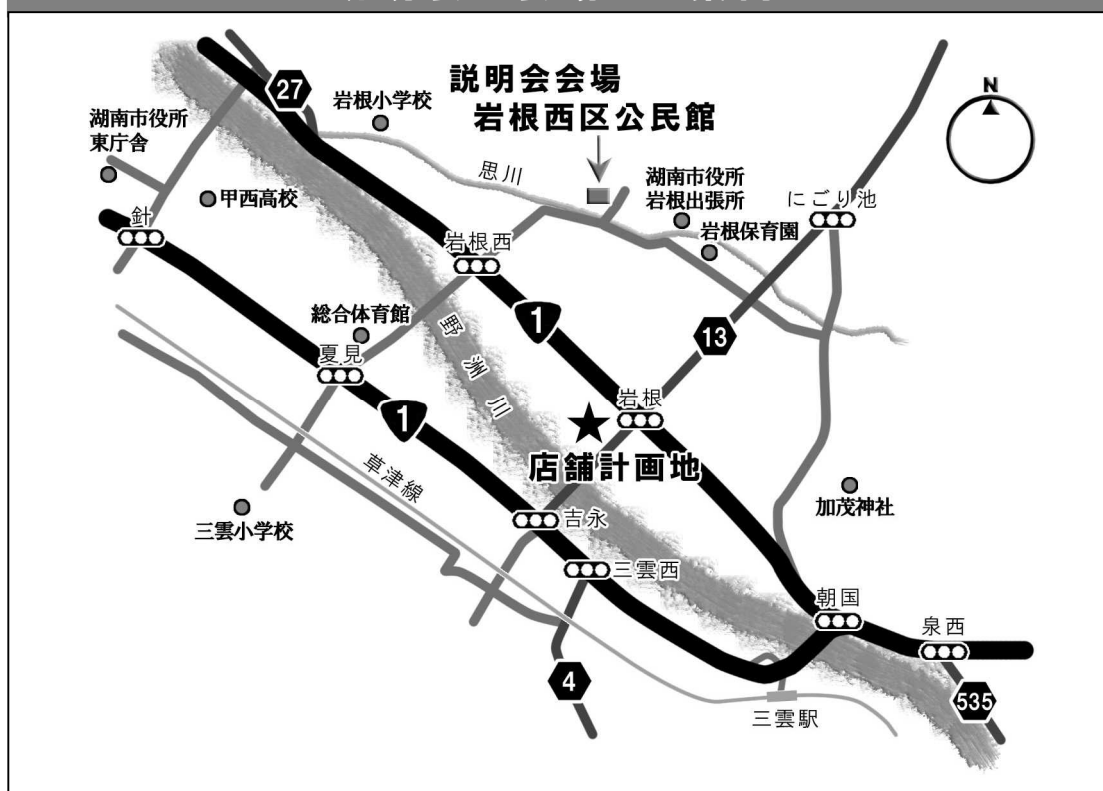 27
岩根小学校
説明会会場
岩根西区公民館
N
湖南市役所
東庁舎
思川
湖南市役所
岩根出張所
にごり池
甲西高校
針
岩根西
岩根保育園
総合体育館
野洲川
1
13
夏見
岩根
1
店舗計画地
草津線
加茂神社
三雲小学校
吉永
三雲西
朝国
泉西
4
535
三雲駅